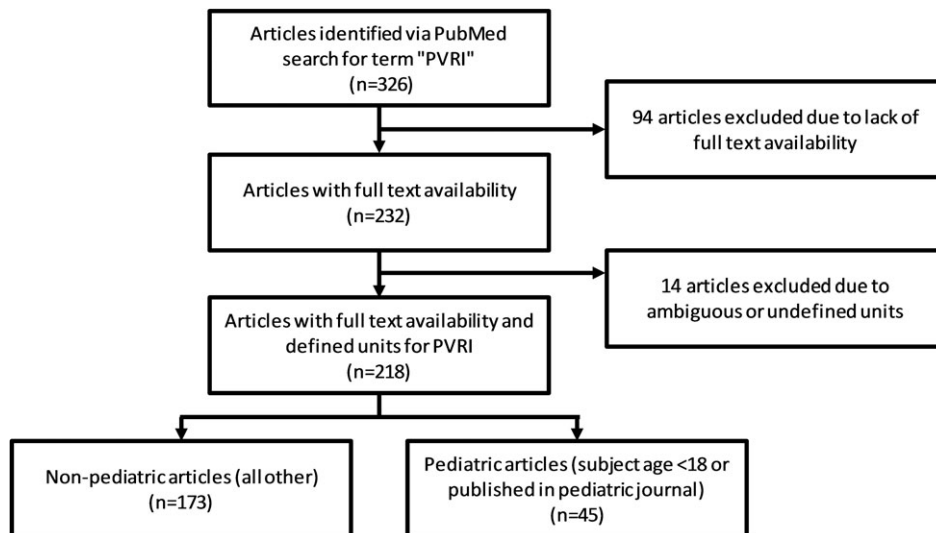 Articles identified via PubMed
search for term "PVRI"
(n=326)
94 articles excluded due to lack of
full text availability
Articles with full text availability
(n=232)
14 articles excluded due to
ambiguous or undefined units
Articles with full text availability and
defined units for PVRI
(n=218)
Non-pediatric articles (all other)
(n=173)
Pediatric articles (subject age <18 or
published in pediatric journal)
(n=45)